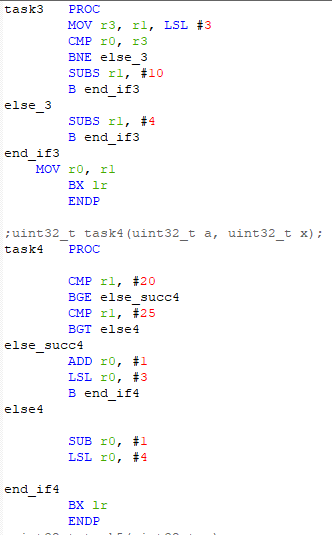 task3   PROC
        MOV r3, r1, LSL #3
        CMP r0, r3
        BNE else_3
        SUBS r1, #10
        B end_if3
else_3
        SUBS r1, #4
        B end_if3
end_if3
    MOV r0, r1
        BX lr
        ENDP
;uint32_t task4(uint32_t a, uint32_t x);
task4   PROC
        CMP r1, #20
        BGE else_succ4
        CMP r1, #25
        BGT else4
else_succ4
        ADD r0, #1
        LSL r0, #3
        B end_if4
else4
        SUB r0, #1
        LSL r0, #4
end_if4
        BX lr
        ENDP